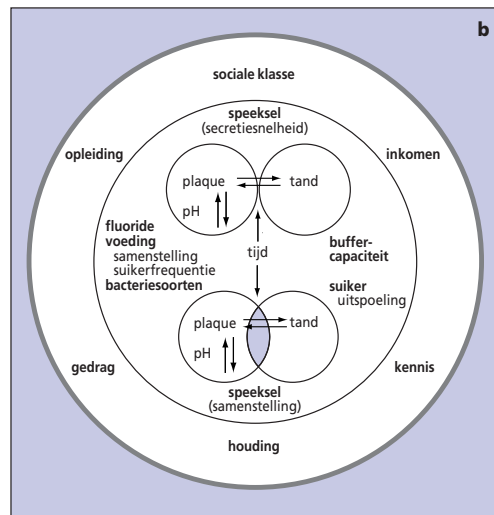 b
sociale klasse
speeksel
(secretiesnelheid)
opleiding
inkomen
plaque
tand
pH
fluoride
voeding
samenstelling
suikerfrequentie
bacteriesoorten
tijd
buffer-
capaciteit
suiker
uitspoeling
plaque
tand
pH
gedrag
kennis
speeksel
(samenstelling)
houding